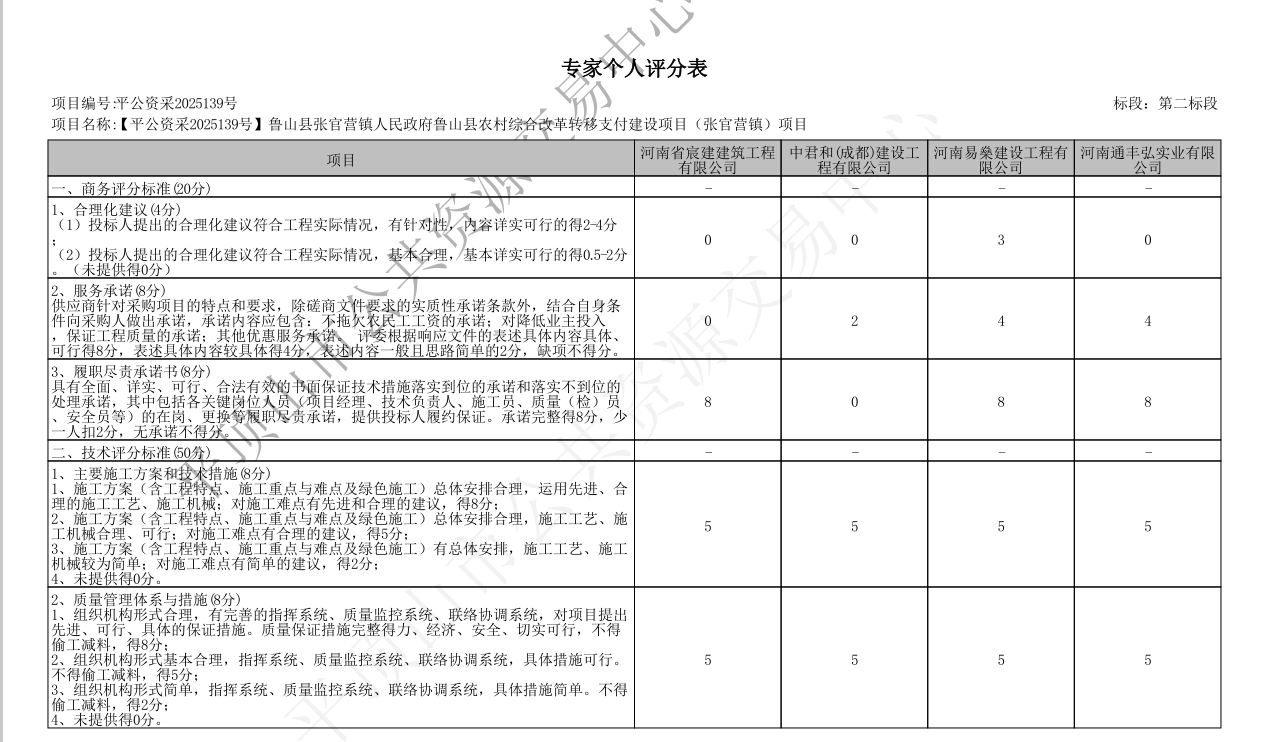 专家个人评分表
项目编号:平公资采2025139号
标段: 第二标段
项目名称:【平公资采2025139号】鲁山县张官营镇人民政府鲁山县农村综合改革转移支付建设项目（张官营镇）项目
项目
河南省宸建建筑工程有限公司
中君和(成都)建设工程有限公司
河南易燊建设工程有限公司
河南通丰弘实业有限公司
一、商务评分标准(20分)
– – – –
1、合理化建议(4分)
（1）投标人提出的合理化建议符合工程实际情况，有针对性，内容详实可行的得2-4分
；
（2）投标人提出的合理化建议符合工程实际情况，基本合理，基本详实可行的得0.5-2分
。（未提供得0分）
0 0 3 0
2、服务承诺(8分)
供应商针对采购项目的特点和要求，除磋商文件要求的实质性承诺条款外，结合自身条
件向采购人做出承诺，承诺内容应包含：不拖欠农民工工资的承诺；对降低业主投入
，保证工程质量的承诺；其他优惠服务承诺、 评委根据响应文件的表述具体内容具体、
可行得8分，表述具体内容较具体得4分，表述内容一般且思路简单的2分，缺项不得分。
0 2 4 4
3、履职尽责承诺书(8分)
具有全面、详实、可行、合法有效的书面保证技术措施落实到位的承诺和落实不到位的
处理承诺，其中包括各关键岗位人员（项目经理、技术负责人、施工员、质量（检）员
、安全员等）的在岗、更换等履职尽责承诺，提供投标人履约保证。承诺完整得8分，少
一人扣2分，无承诺不得分。
8 0 8 8
二、技术评分标准(50分)
– – – –
1、主要施工方案和技术措施(8分)
1、施工方案（含工程特点、施工重点与难点及绿色施工）总体安排合理，运用先进、合
理的施工工艺、施工机械；对施工难点有先进和合理的建议，得8分；
2、施工方案（含工程特点、施工重点与难点及绿色施工）总体安排合理，施工工艺、施
工机械合理、可行；对施工难点有合理的建议，得5分；
3、施工方案（含工程特点、施工重点与难点及绿色施工）有总体安排，施工工艺、施工
机械较为简单；对施工难点有简单的建议，得2分；
4、未提供得0分。
5 5 5 5
2、质量管理体系与措施(8分)
1、组织机构形式合理，有完善的指挥系统、质量监控系统、联络协调系统，对项目提出
先进、可行、具体的保证措施。质量保证措施完整得力、经济、安全、切实可行，不得
偷工减料，得8分；
2、组织机构形式基本合理，指挥系统、质量监控系统、联络协调系统，具体措施可行。
不得偷工减料，得5分；
3、组织机构形式简单，指挥系统、质量监控系统、联络协调系统，具体措施简单。不得
偷工减料，得2分；
4、未提供得0分。
5 5 5 5
平顶山市公共资源交易中心
平顶山市公共资源交易中心